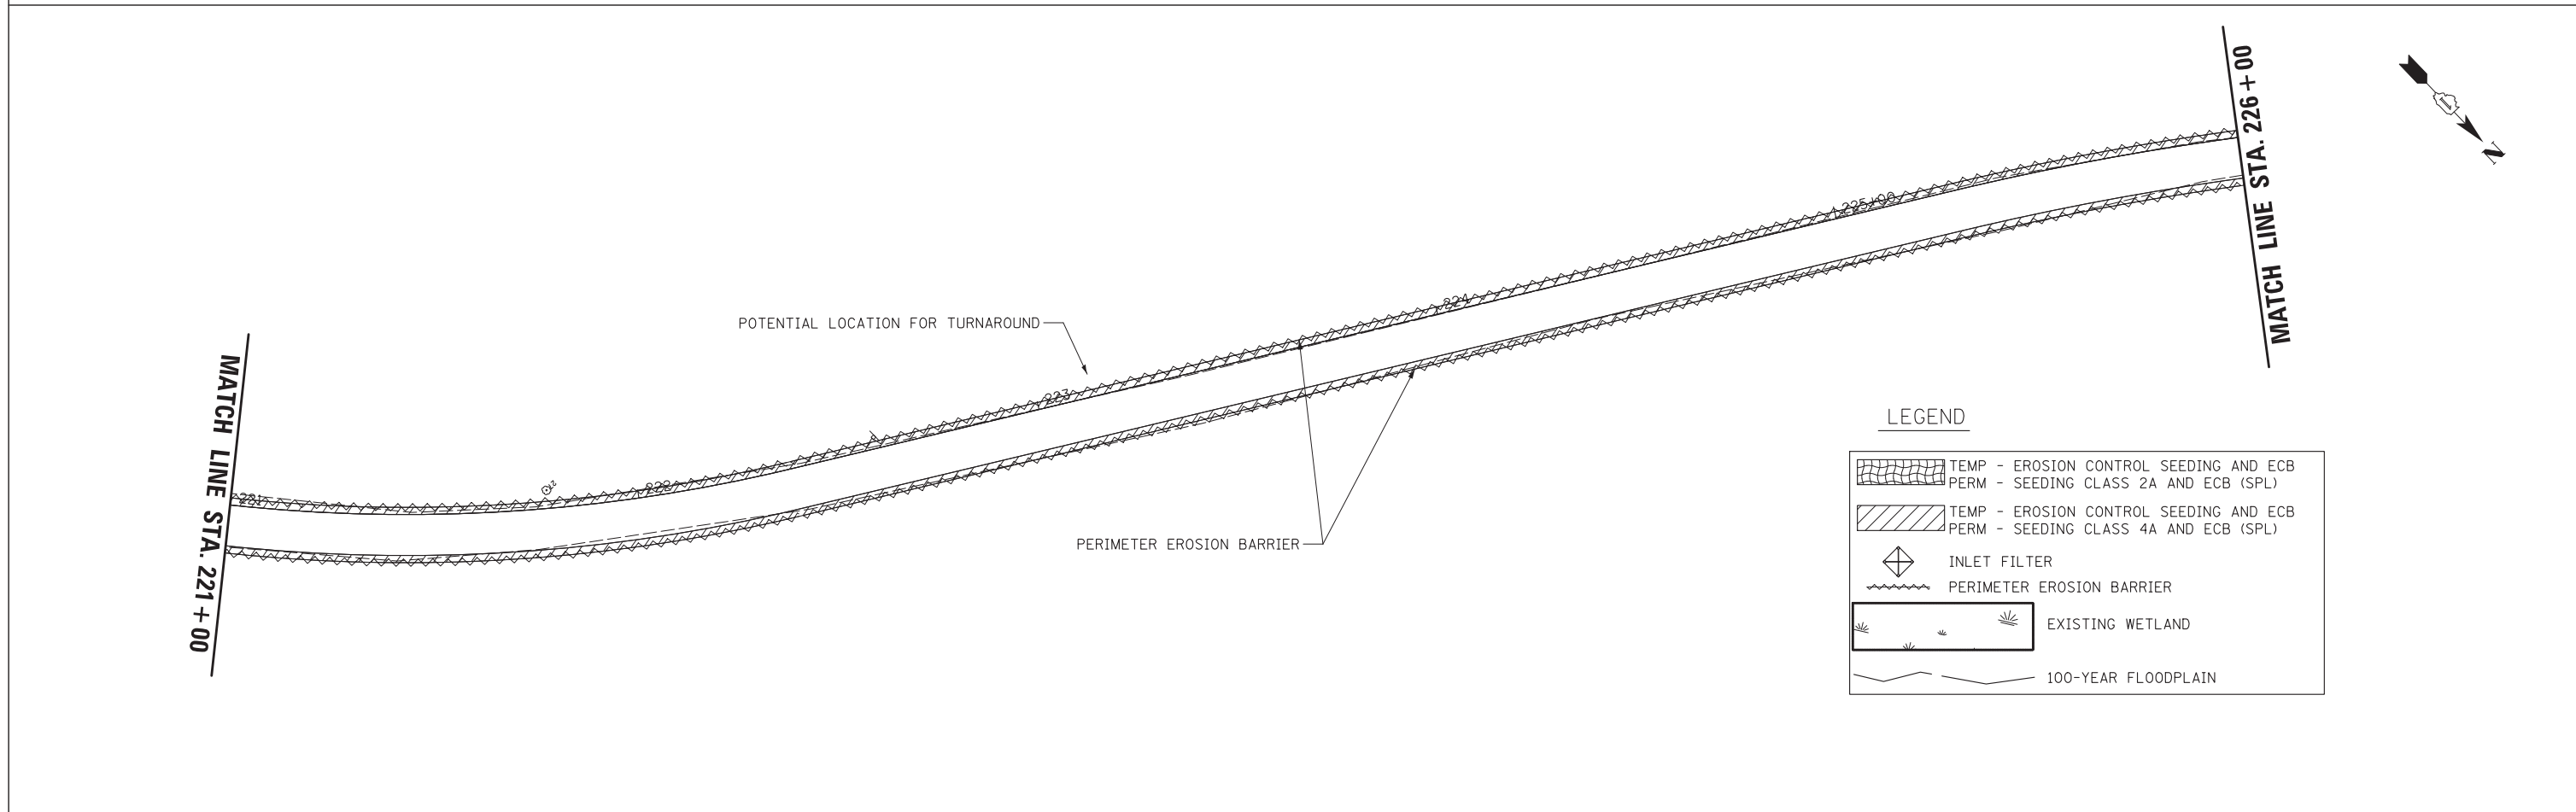 MATCH LINE STA. 226+00
N
225+00
224
POTENTIAL LOCATION FOR TURNAROUND
223
222
221
MATCH LINE STA. 221+00
PERIMETER EROSION BARRIER
LEGEND
TEMP - EROSION CONTROL SEEDING AND ECB
PERM - SEEDING CLASS 2A AND ECB (SPL)
TEMP - EROSION CONTROL SEEDING AND ECB
PERM - SEEDING CLASS 4A AND ECB (SPL)
INLET FILTER
PERIMETER EROSION BARRIER
EXISTING WETLAND
100-YEAR FLOODPLAIN